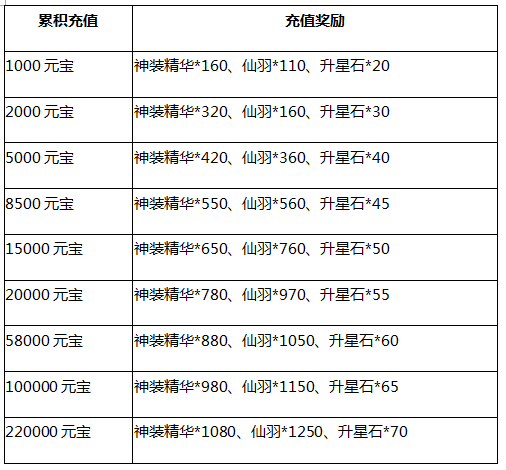 累积充值 充值奖励
1000 元宝 神装精华*160、仙羽*110、升星石*20
2000 元宝 神装精华*320、仙羽*160、升星石*30
5000 元宝 神装精华*420、仙羽*360、升星石*40
8500 元宝 神装精华*550、仙羽*560、升星石*45
15000 元宝 神装精华*650、仙羽*760、升星石*50
20000 元宝 神装精华*780、仙羽*970、升星石*55
58000 元宝 神装精华*880、仙羽*1050、升星石*60
100000 元宝 神装精华*980、仙羽*1150、升星石*65
220000 元宝 神装精华*1080、仙羽*1250、升星石*70